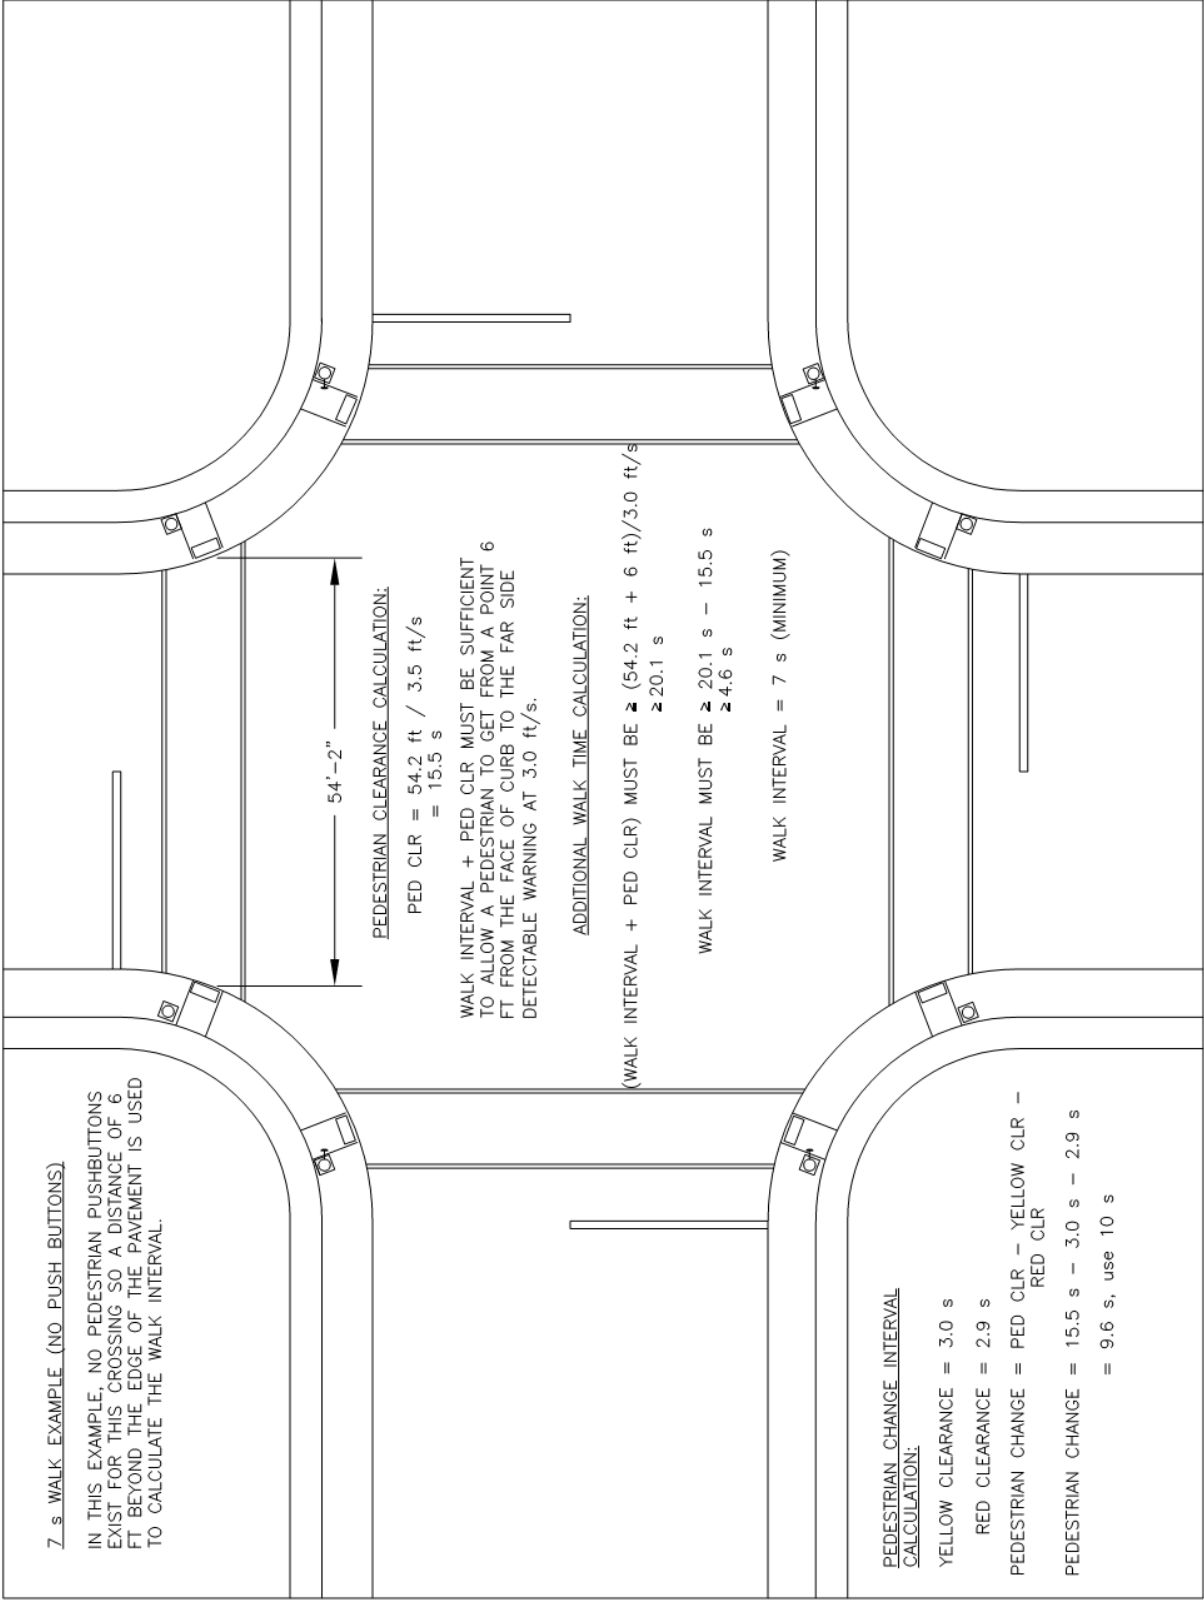 7 s WALK EXAMPLE (NO PUSH BUTTONS)
IN THIS EXAMPLE, NO PEDESTRIAN PUSHBUTTONS
EXIST FOR THIS CROSSING SO A DISTANCE OF 6
FT BEYOND THE EDGE OF THE PAVEMENT IS USED
TO CALCULATE THE WALK INTERVAL.
54'-2"
PEDESTRIAN CLEARANCE CALCULATION:
PED CLR = 54.2 ft / 3.5 ft/s
= 15.5 s
WALK INTERVAL + PED CLR MUST BE SUFFICIENT
TO ALLOW A PEDESTRIAN TO GET FROM A POINT 6
FT FROM THE FACE OF CURB TO THE FAR SIDE
DETECTABLE WARNING AT 3.0 ft/s.
ADDITIONAL WALK TIME CALCULATION:
(WALK INTERVAL + PED CLR) MUST BE ≥ (54.2 ft + 6 ft)/3.0 ft/s
≥20.1 s
WALK INTERVAL MUST BE ≥ 20.1 s - 15.5 s
≥4.6 s
WALK INTERVAL = 7 s (MINIMUM)
PEDESTRIAN CHANGE INTERVAL
CALCULATION:
YELLOW CLEARANCE = 3.0 s
RED CLEARANCE = 2.9 s
PEDESTRIAN CHANGE = PED CLR - YELLOW CLR -
RED CLR
PEDESTRIAN CHANGE = 15.5 s - 3.0 s - 2.9 s
= 9.6 s, use 10 s